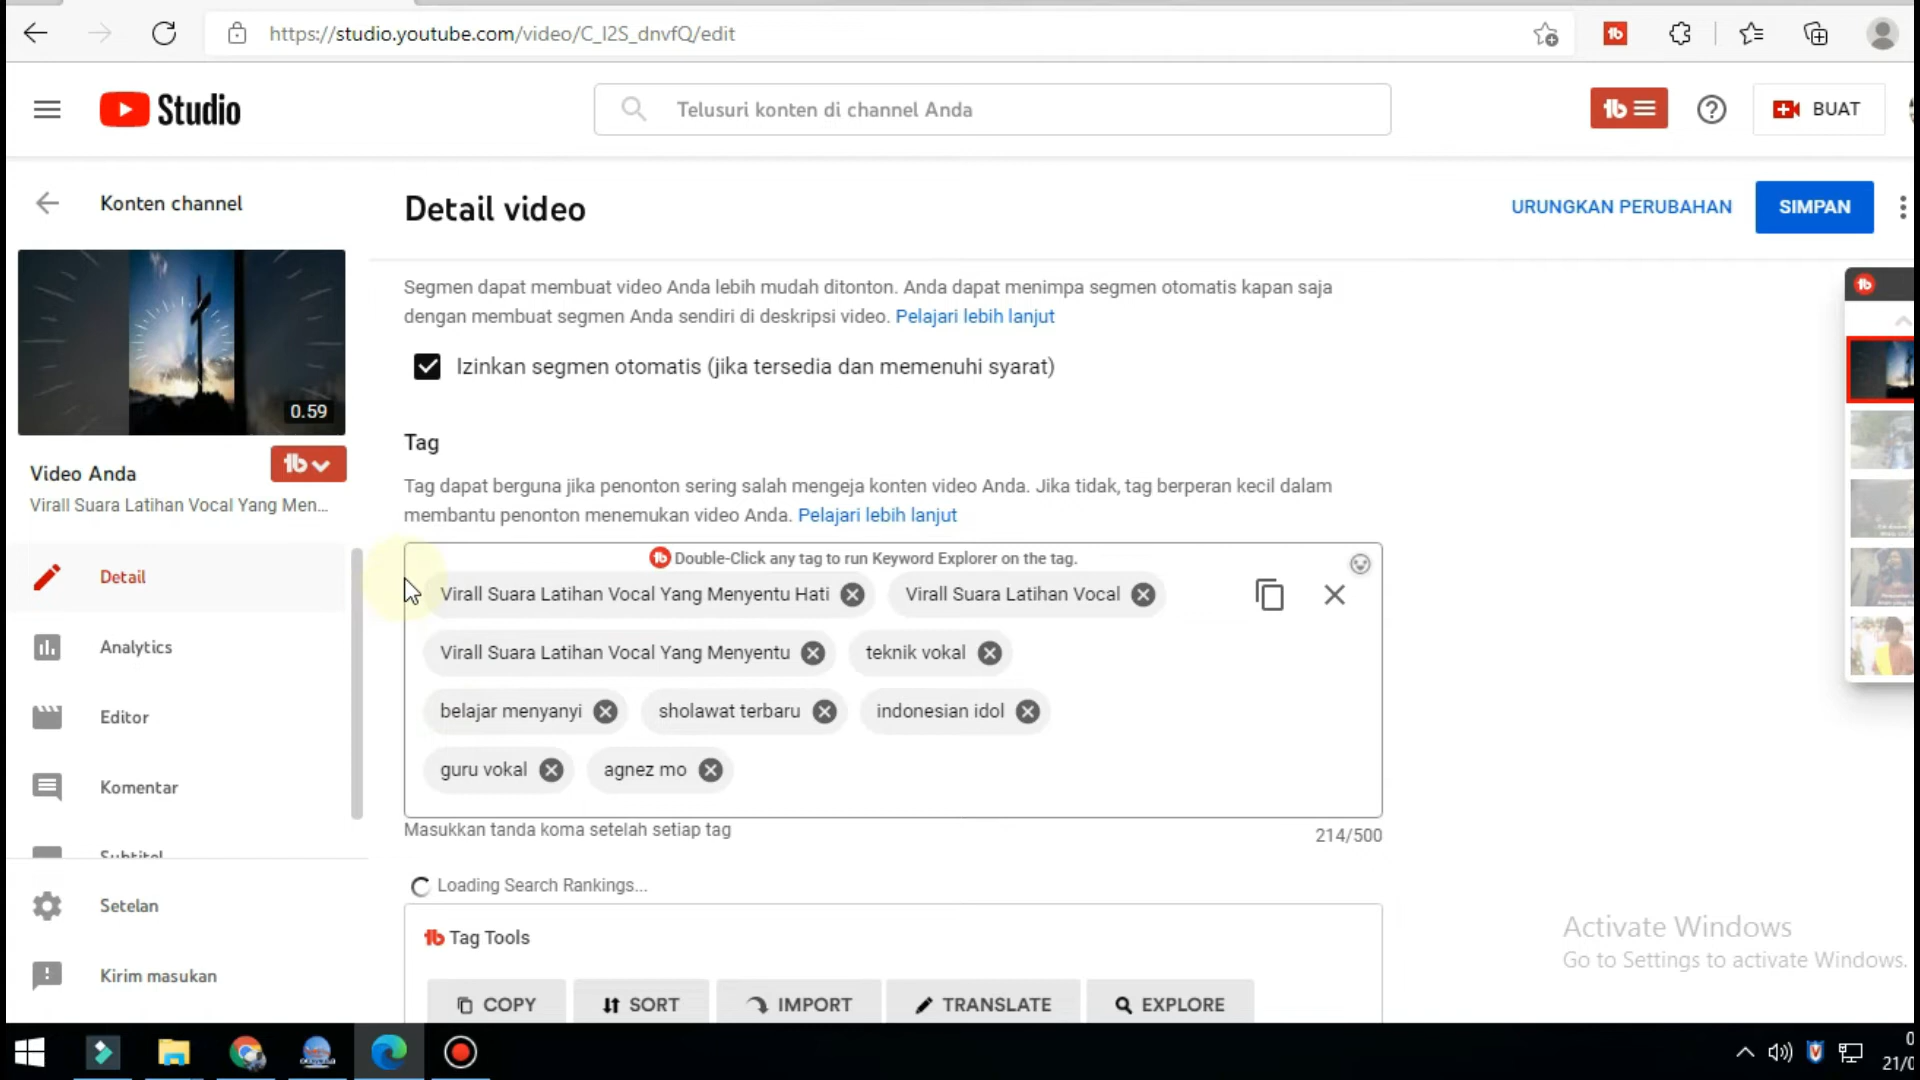 https://studio.youtube.com/video/C_I2S_dnvfQ/edit
Studio
Telusuri konten di channel Anda
BUAT
Konten channel
Detail video
URUNGKAN PERUBAHAN
SIMPAN
Segmen dapat membuat video Anda lebih mudah ditonton. Anda dapat menimpa segmen otomatis kapan saja
dengan membuat segmen Anda sendiri di deskripsi video. Pelajari lebih lanjut
Izinkan segmen otomatis (jika tersedia dan memenuhi syarat)
0.59
Tag
Video Anda
Virall Suara Latihan Vocal Yang Men...
Tag dapat berguna jika penonton sering salah mengeja konten video Anda. Jika tidak, tag berperan kecil dalam
membantu penonton menemukan video Anda. Pelajari lebih lanjut
Double-Click any tag to run Keyword Explorer on the tag.
Virall Suara Latihan Vocal Yang Menyentu Hati
Virall Suara Latihan Vocal
Virall Suara Latihan Vocal Yang Menyentu
teknik vokal
belajar menyanyi
sholawat terbaru
indonesian idol
guru vokal
agnez mo
Masukkan tanda koma setelah setiap tag
214/500
Detail
Analytics
Editor
Komentar
Subtitel
Setelan
Kirim masukan
Loading Search Rankings...
Tag Tools
COPY
SORT
IMPORT
TRANSLATE
EXPLORE
Activate Windows
Go to Settings to activate Windows.